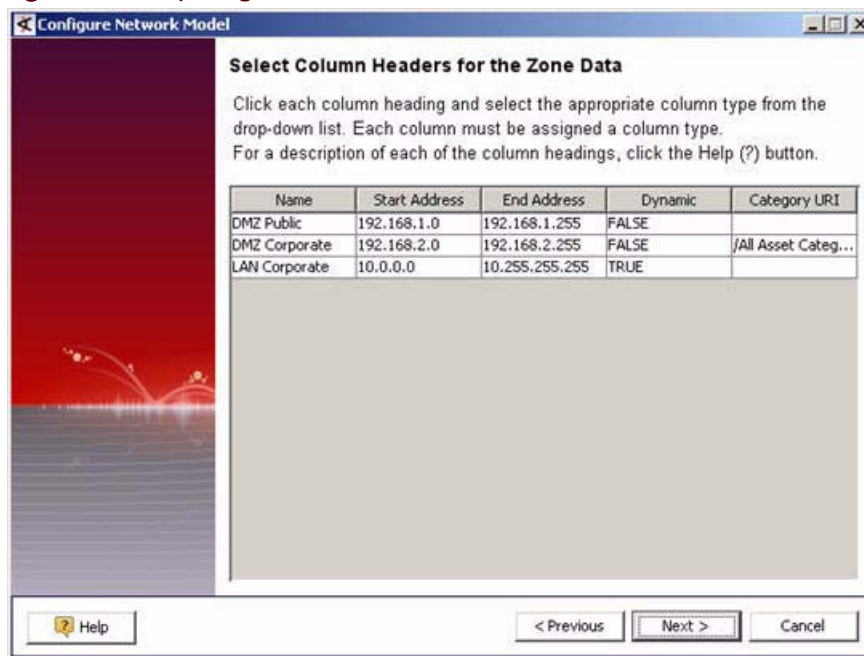 Configure Network Model
Select Column Headers for the Zone Data
Click each column heading and select the appropriate column type from the
drop-down list. Each column must be assigned a column type.
For a description of each of the column headings, click the Help (?) button.
Name Start Address End Address Dynamic Category URI
DMZ Public 192.168.1.0 192.168.1.255 FALSE
DMZ Corporate 192.168.2.0 192.168.2.255 FALSE /All Asset Categ...
LAN Corporate 10.0.0.0 10.255.255.255 TRUE
Help < Previous Next > Cancel